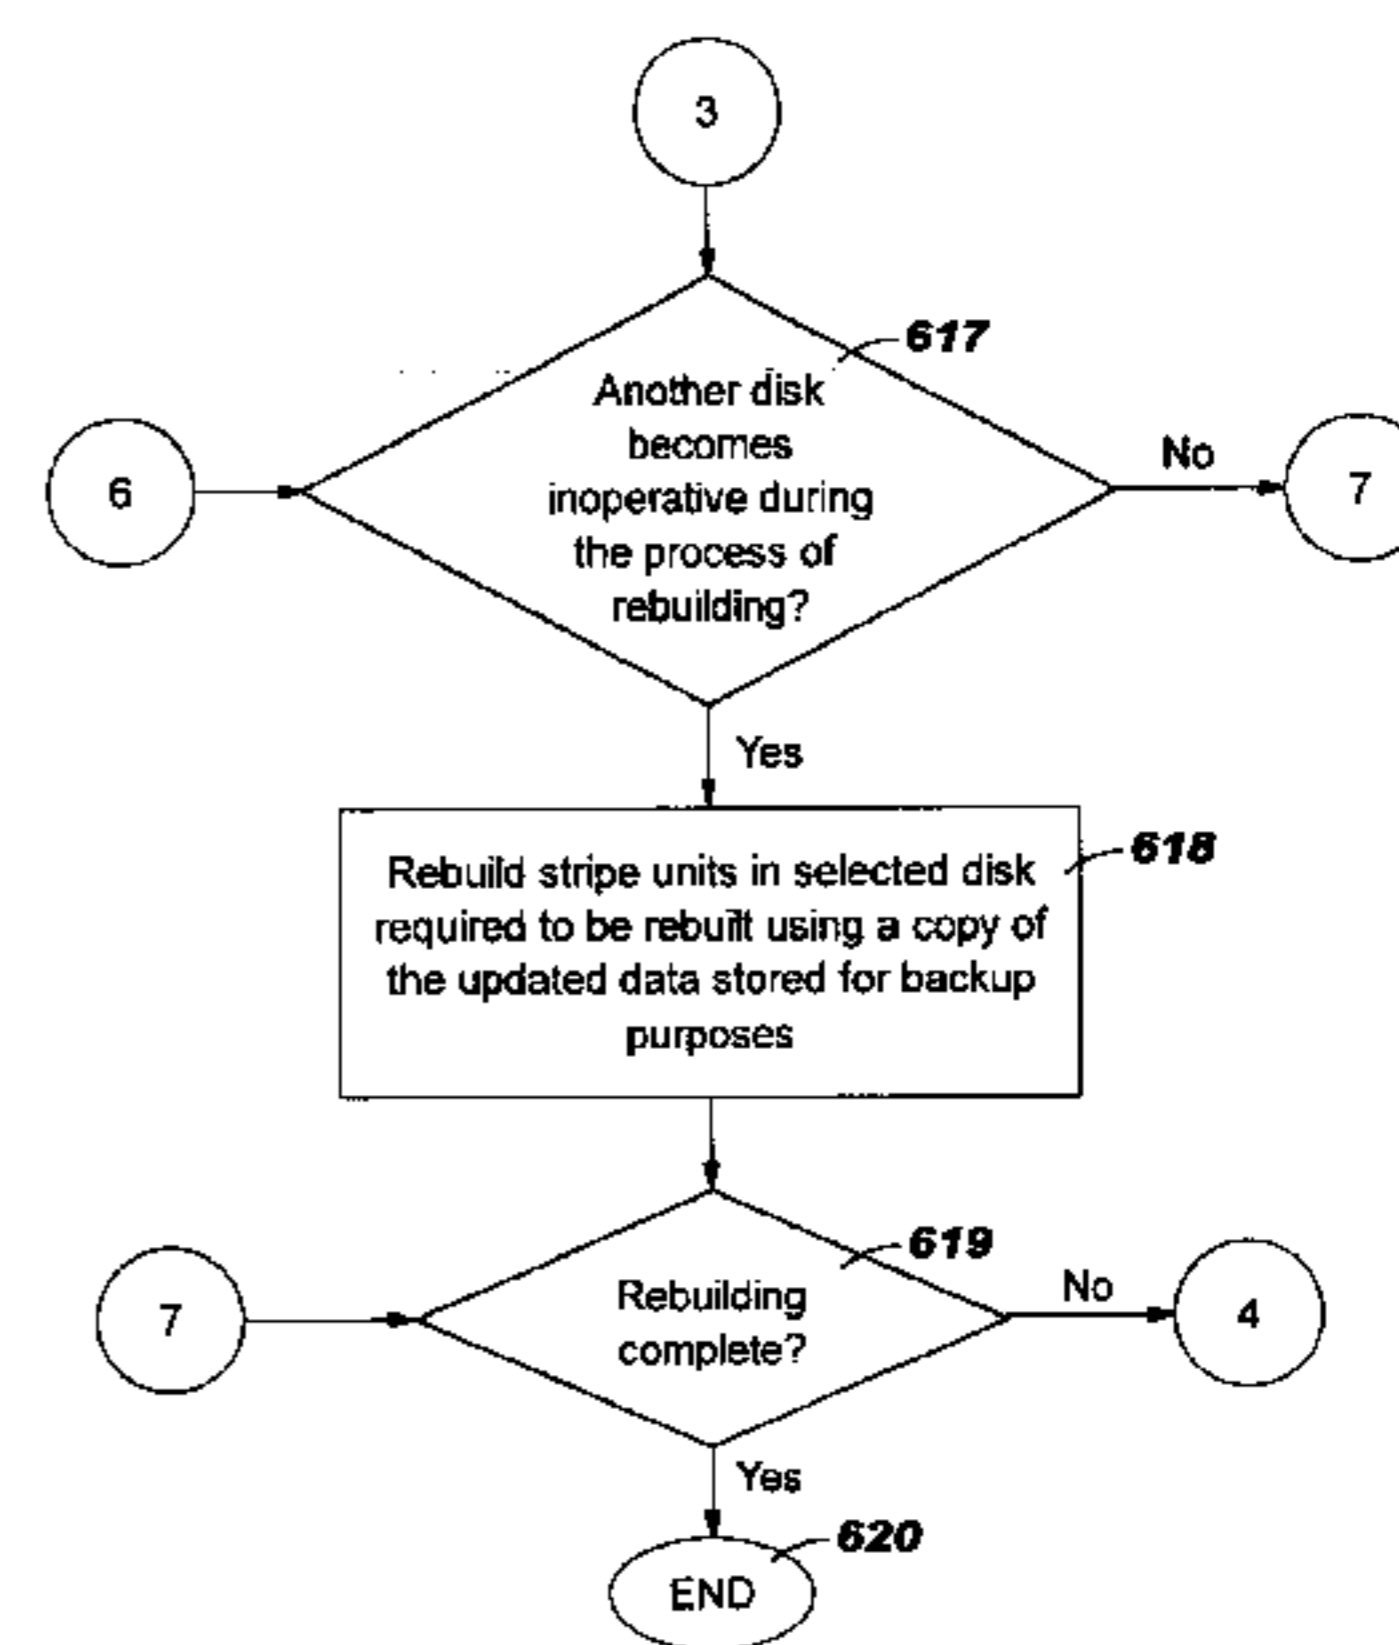 3
617
Another disk
becomes
inoperative during
the process of
rebuilding?
6
No
7
Yes
618
Rebuild stripe units in selected disk
required to be rebuilt using a copy of
the updated data stored for backup
purposes
619
7
Rebuilding
complete?
No
4
Yes
620
END